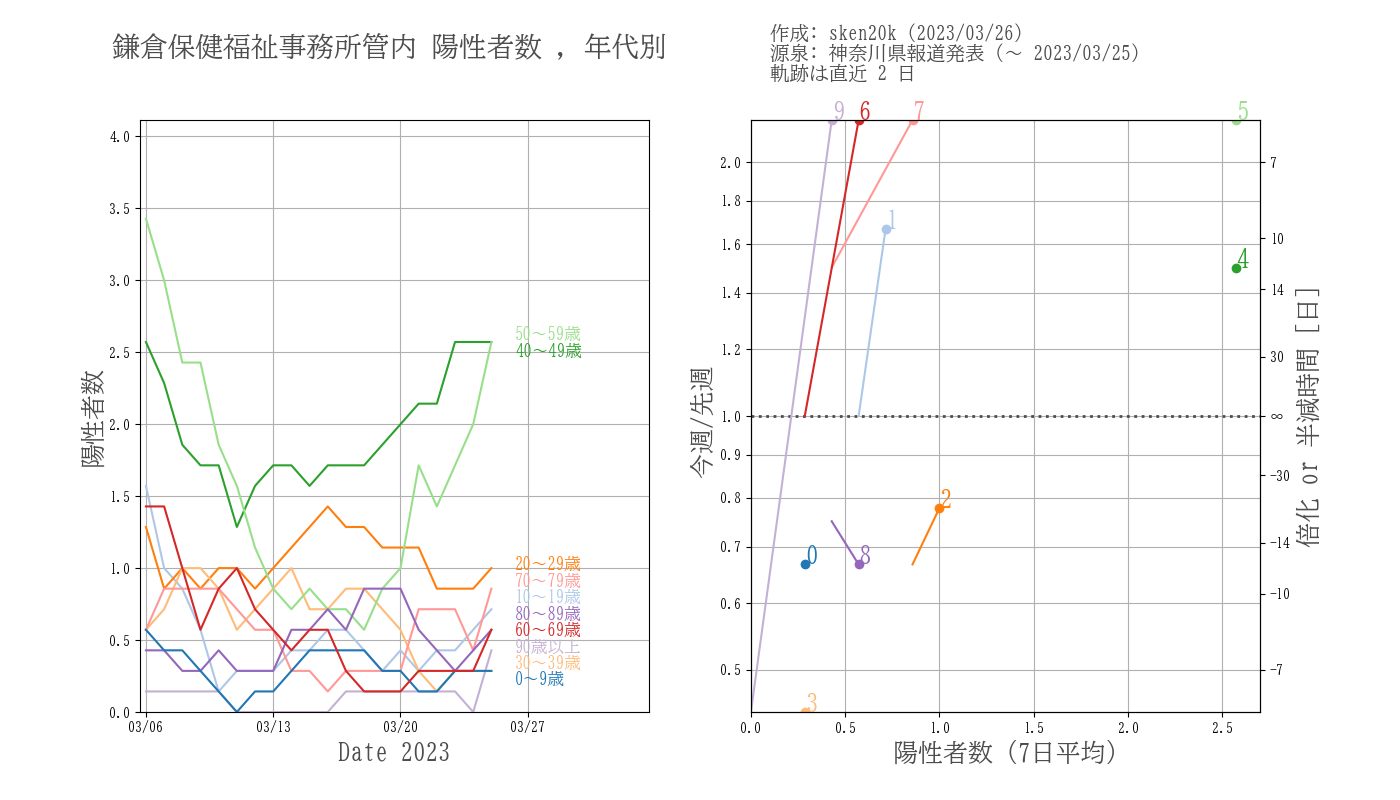 鎌倉保健福祉事務所管内 陽性者数 , 年代別
作成: sken20k (2023/03/26)
源泉: 神奈川県報道発表 (〜 2023/03/25)
軌跡は直近 2 日
陽性者数
4.0
3.5
3.0
2.5
2.0
1.5
1.0
0.5
0.0
03/06
03/13
03/20
03/27
Date 2023
50〜59歳
40〜49歳
20〜29歳
70〜79歳
10〜19歳
80〜89歳
60〜69歳
90歳以上
30〜39歳
0〜9歳
今週/先週
2.0
1.8
1.6
1.4
1.2
1.0
0.9
0.8
0.7
0.6
0.5
9
6
7
5
1
4
2
0
8
3
0.0
0.5
1.0
1.5
2.0
2.5
陽性者数 (7日平均)
7
10
14
30
∞
-30
-14
-10
-7
倍化 or 半減時間 [日]